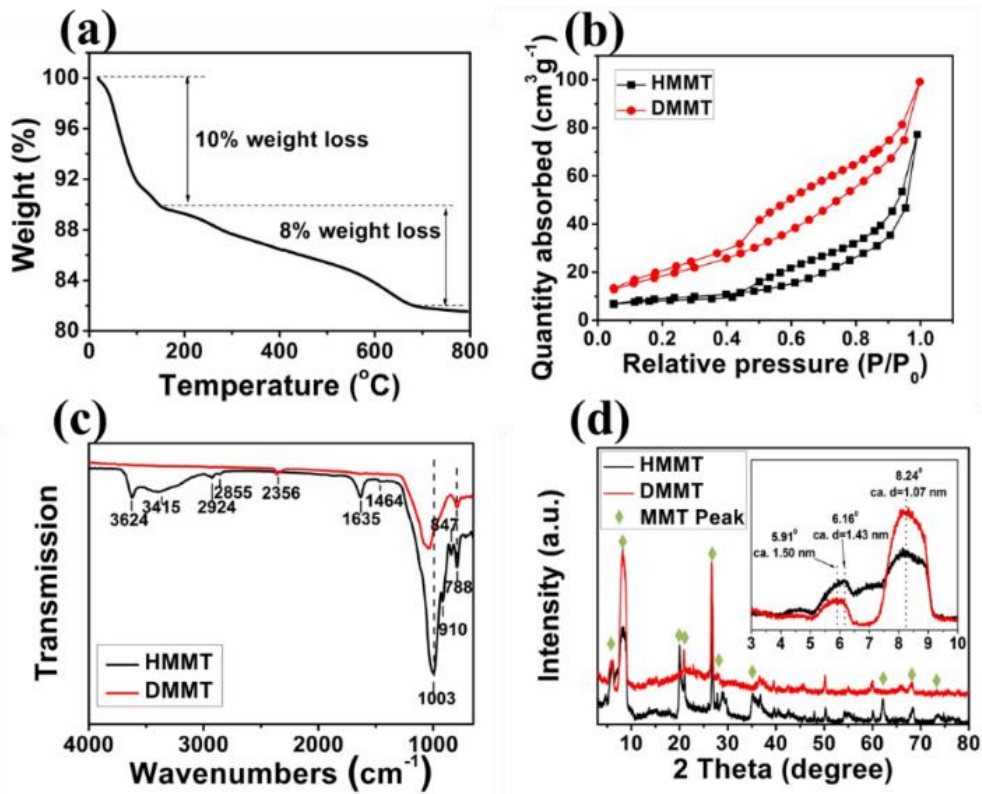 (a)
100
96
92
88
84
80
Weight (%)
10% weight loss
8% weight loss
0
200
400
600
800
Temperature (°C)
(b)
100
80
60
40
20
0
Quantity absorbed (cm³g⁻¹)
HMMT
DMMT
0.0
0.2
0.4
0.6
0.8
1.0
Relative pressure (P/P₀)
(c)
Transmission
3624
3415
2924
2855
2356
1635
1464
847
788
910
1003
HMMT
DMMT
4000
3000
2000
1000
Wavenumbers (cm⁻¹)
(d)
Intensity (a.u.)
HMMT
DMMT
MMT Peak
8.24⁰
ca. d=1.07 nm
6.16⁰
ca. d=1.43 nm
5.91⁰
ca. 1.50 nm
3
4
5
6
7
8
9
10
10
20
30
40
50
60
70
80
2 Theta (degree)